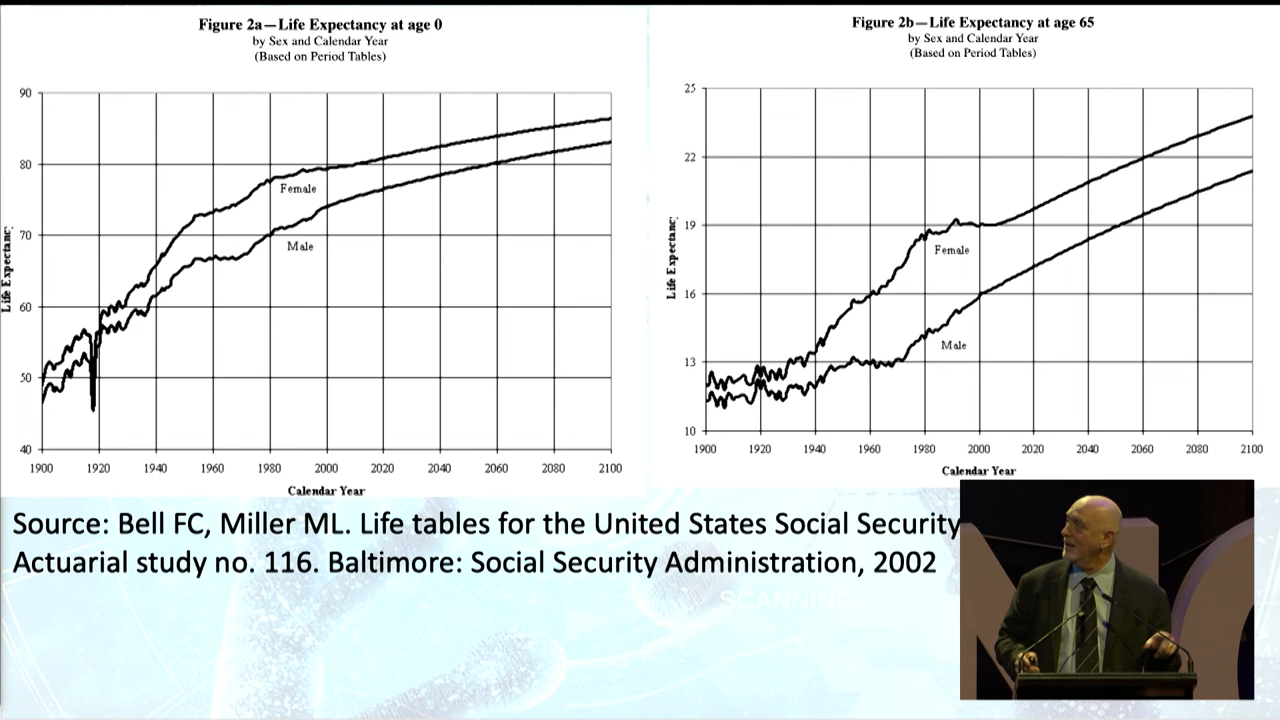 Figure 2a—Life Expectancy at age 0
by Sex and Calendar Year
(Based on Period Tables)
90
80
70
60
50
40
Life Expectanc
Female
Male
1900 1920 1940 1960 1980 2000 2020 2040 2060 2080 2100
Calendar Year
Figure 2b—Life Expectancy at age 65
by Sex and Calendar Year
(Based on Period Tables)
25
22
19
16
13
10
Life Expectanc
Female
Male
1900 1920 1940 1960 1980 2000 2020 2040 2060 2080 2100
Calendar Year
Source: Bell FC, Miller ML. Life tables for the United States Social Security
Actuarial study no. 116. Baltimore: Social Security Administration, 2002
SCANNING